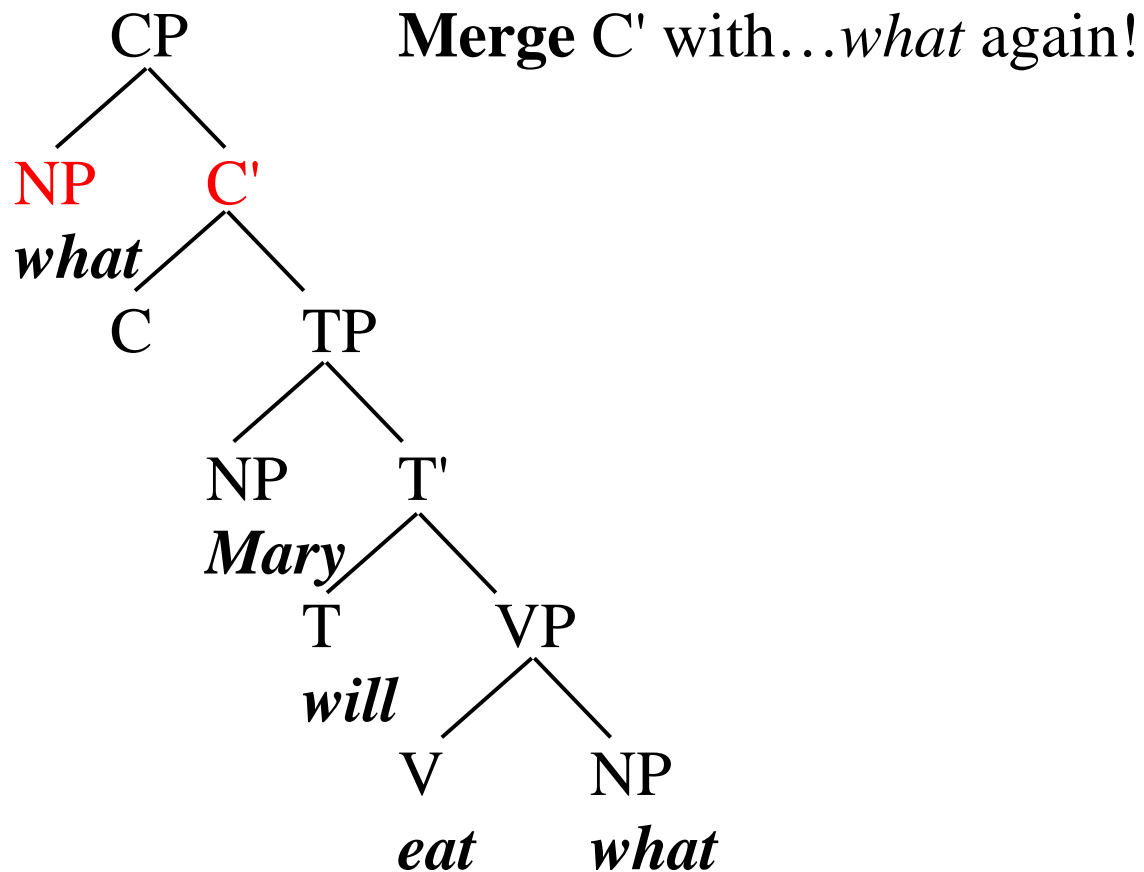 CP Merge C' with…what again!
NP C'
what
C TP
NP T'
Mary
T VP
will
V NP
eat what